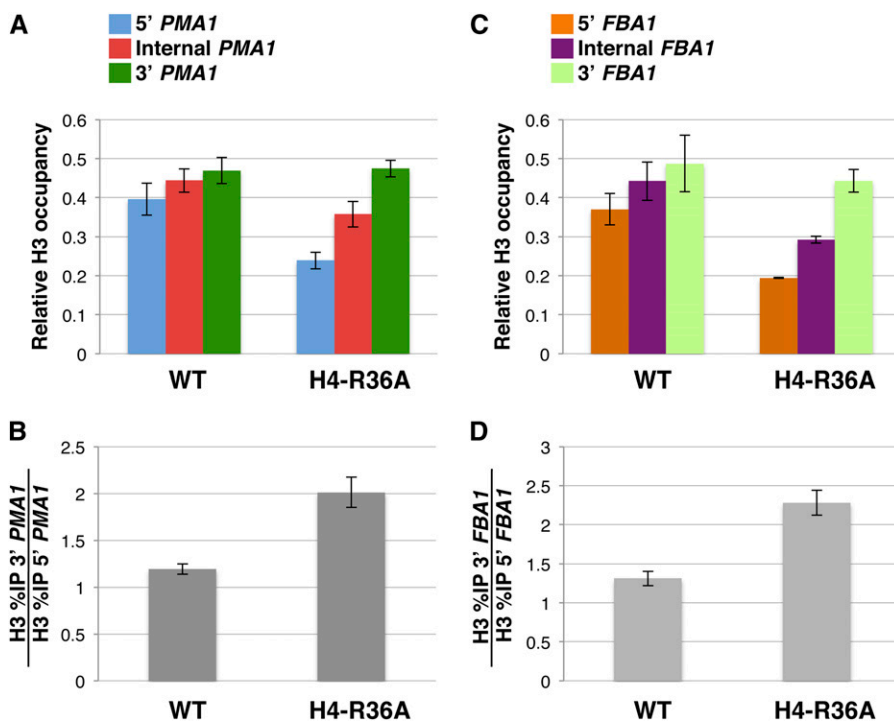 A
5’ PMA1
Internal PMA1
3’ PMA1
Relative H3 occupancy
0.6
0.5
0.4
0.3
0.2
0.1
0
WT
H4-R36A
C
5’ FBA1
Internal FBA1
3’ FBA1
Relative H3 occupancy
0.6
0.5
0.4
0.3
0.2
0.1
0
WT
H4-R36A
B
H3 %IP 3’ PMA1
H3 %IP 5’ PMA1
2.5
2
1.5
1
0.5
0
WT
H4-R36A
D
H3 %IP 3’ FBA1
H3 %IP 5’ FBA1
3
2.5
2
1.5
1
0.5
0
WT
H4-R36A